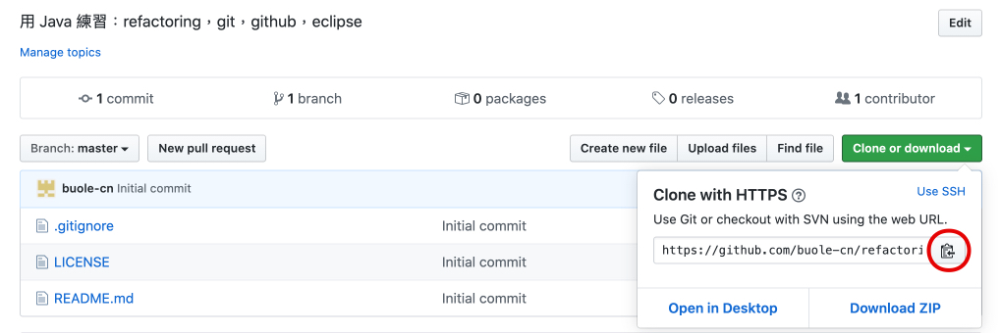 用 Java 練習：refactoring，git，github，eclipse
Edit
Manage topics
1 commit
1 branch
0 packages
0 releases
1 contributor
Branch: master
New pull request
Create new file
Upload files
Find file
Clone or download
buole-cn Initial commit
.gitignore Initial commit
LICENSE Initial commit
README.md Initial commit
Clone with HTTPS
Use SSH
Use Git or checkout with SVN using the web URL.
https://github.com/buole-cn/refactori
Open in Desktop
Download ZIP